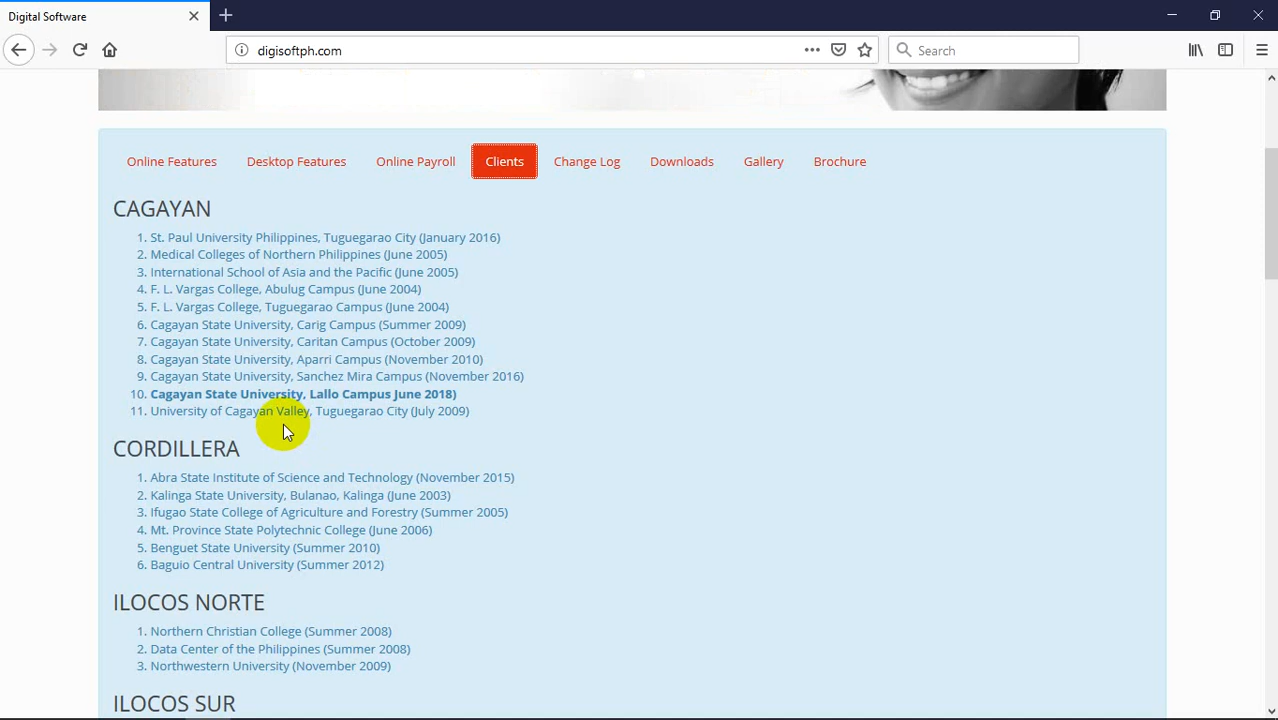 Digital Software
digisoftph.com
Search
Online Features Desktop Features Online Payroll Clients Change Log Downloads Gallery Brochure
CAGAYAN
1. St. Paul University Philippines, Tuguegarao City (January 2016)
2. Medical Colleges of Northern Philippines (June 2005)
3. International School of Asia and the Pacific (June 2005)
4. F. L. Vargas College, Abulug Campus (June 2004)
5. F. L. Vargas College, Tuguegarao Campus (June 2004)
6. Cagayan State University, Carig Campus (Summer 2009)
7. Cagayan State University, Caritan Campus (October 2009)
8. Cagayan State University, Aparri Campus (November 2010)
9. Cagayan State University, Sanchez Mira Campus (November 2016)
10. Cagayan State University, Lallo Campus June 2018)
11. University of Cagayan Valley, Tuguegarao City (July 2009)
CORDILLERA
1. Abra State Institute of Science and Technology (November 2015)
2. Kalinga State University, Bulanao, Kalinga (June 2003)
3. Ifugao State College of Agriculture and Forestry (Summer 2005)
4. Mt. Province State Polytechnic College (June 2006)
5. Benguet State University (Summer 2010)
6. Baguio Central University (Summer 2012)
ILOCOS NORTE
1. Northern Christian College (Summer 2008)
2. Data Center of the Philippines (Summer 2008)
3. Northwestern University (November 2009)
ILOCOS SUR